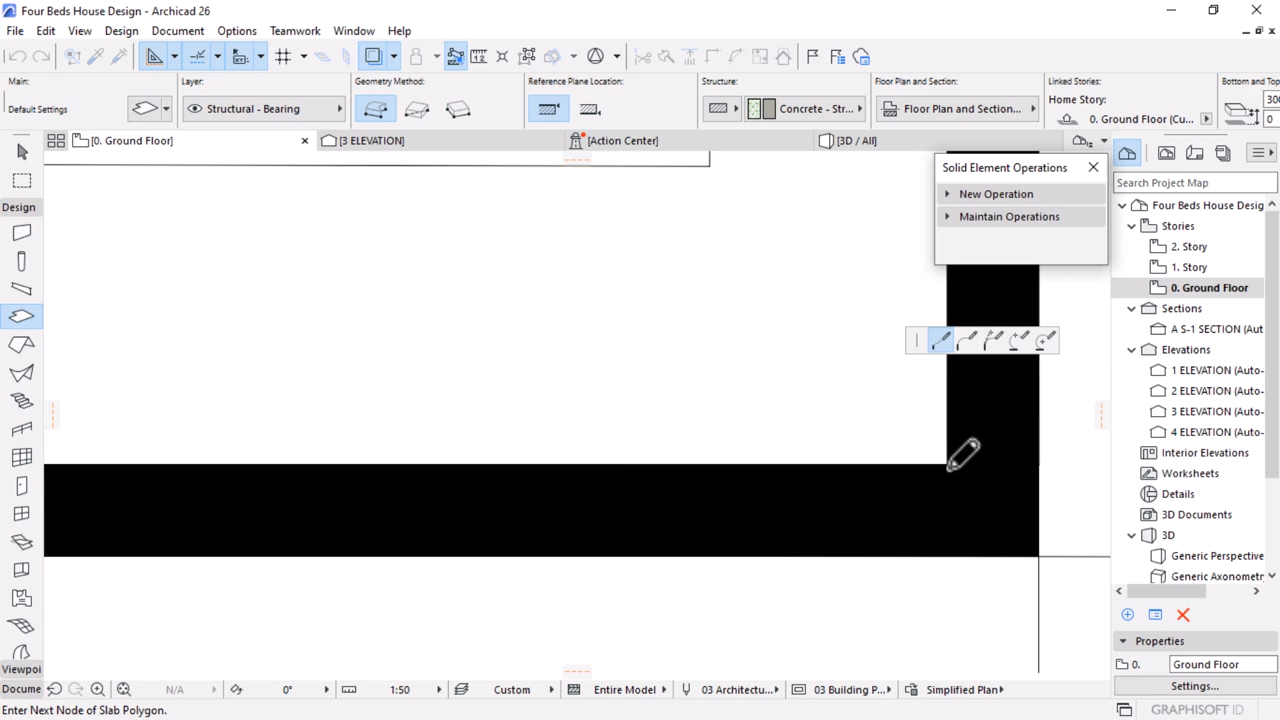 Four Beds House Design - Archicad 26
File Edit View Design Document Options Teamwork Window Help
Main: Layer: Geometry Method: Reference Plane Location: Structure: Floor Plan and Section: Linked Stories: Bottom and Top
Default Settings Structural - Bearing Concrete - Str... Floor Plan and Section... Home Story: 300
0. Ground Floor (Cu... 0
[0. Ground Floor] [3 ELEVATION] [Action Center] [3D / All]
Solid Element Operations
New Operation
Maintain Operations
Search Project Map
Four Beds House Desig
Stories
2. Story
1. Story
0. Ground Floor
Sections
A S-1 SECTION (Aut
Elevations
1 ELEVATION (Auto-
2 ELEVATION (Auto-
3 ELEVATION (Auto-
4 ELEVATION (Auto-
Interior Elevations
Worksheets
Details
3D Documents
3D
Generic Perspective
Generic Axonometr
Properties
0. Ground Floor
Settings...
Design
Viewpoi
Docume
N/A 0° 1:50 Custom Entire Model 03 Architectu... 03 Building P... Simplified Plan
Enter Next Node of Slab Polygon.
GRAPHISOFT ID